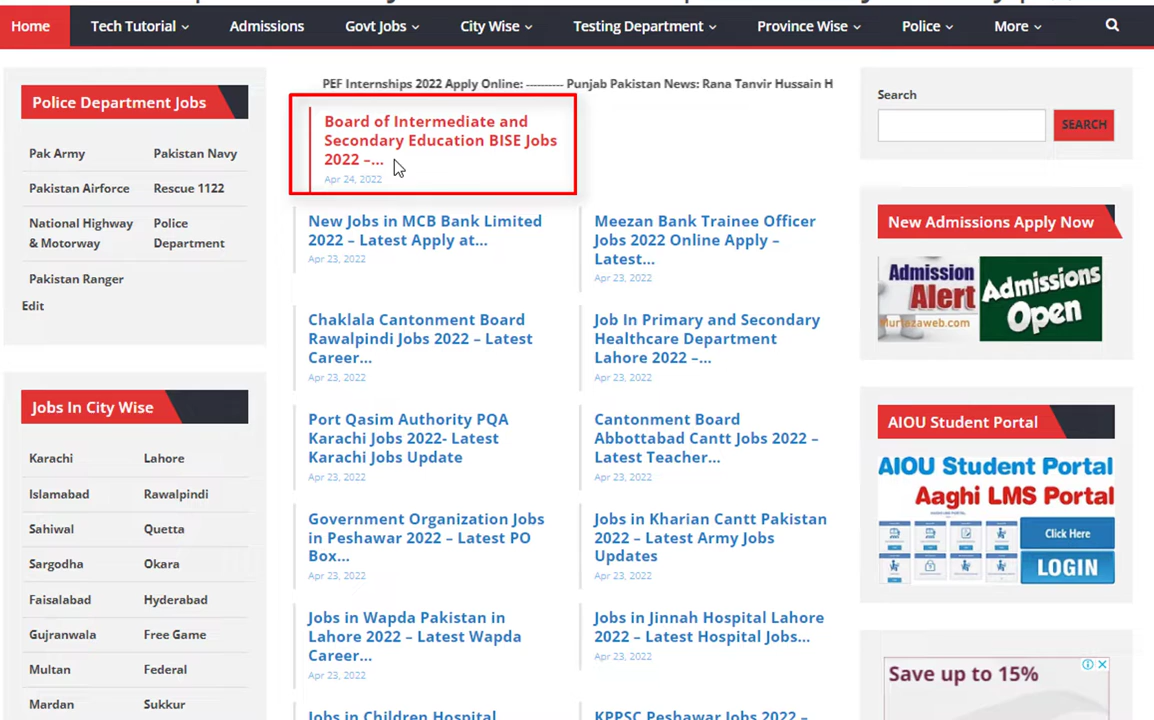 Home
Tech Tutorial
Admissions
Govt Jobs
City Wise
Testing Department
Province Wise
Police
More
Police Department Jobs
Pak Army
Pakistan Navy
Pakistan Airforce
Rescue 1122
National Highway
& Motorway
Police
Department
Pakistan Ranger
Edit
Jobs In City Wise
Karachi
Lahore
Islamabad
Rawalpindi
Sahiwal
Quetta
Sargodha
Okara
Faisalabad
Hyderabad
Gujranwala
Free Game
Multan
Federal
Mardan
Sukkur
PEF Internships 2022 Apply Online: ---------- Punjab Pakistan News: Rana Tanvir Hussain H
Board of Intermediate and
Secondary Education BISE Jobs
2022 –...
Apr 24, 2022
New Jobs in MCB Bank Limited
2022 – Latest Apply at...
Apr 23, 2022
Meezan Bank Trainee Officer
Jobs 2022 Online Apply –
Latest...
Apr 23, 2022
Chaklala Cantonment Board
Rawalpindi Jobs 2022 – Latest
Career...
Apr 23, 2022
Job In Primary and Secondary
Healthcare Department
Lahore 2022 –...
Apr 23, 2022
Port Qasim Authority PQA
Karachi Jobs 2022- Latest
Karachi Jobs Update
Apr 23, 2022
Cantonment Board
Abbottabad Cantt Jobs 2022 –
Latest Teacher...
Apr 23, 2022
Government Organization Jobs
in Peshawar 2022 – Latest PO
Box...
Apr 23, 2022
Jobs in Kharian Cantt Pakistan
2022 – Latest Army Jobs
Updates
Apr 23, 2022
Jobs in Wapda Pakistan in
Lahore 2022 – Latest Wapda
Career...
Apr 23, 2022
Jobs in Jinnah Hospital Lahore
2022 – Latest Hospital Jobs...
Apr 23, 2022
Jobs in Children Hospital
KPPSC Peshawar Jobs 2022 –
Search
SEARCH
New Admissions Apply Now
Admission
Alert
Murtazaweb.com
Admissions
Open
AIOU Student Portal
AIOU Student Portal
Aaghi LMS Portal
Click Here
LOGIN
Save up to 15%